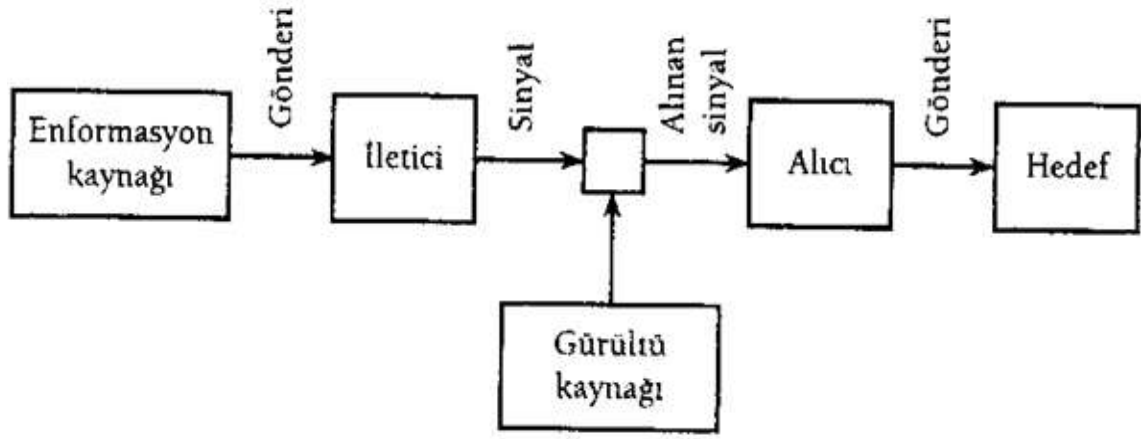 Enformasyon
kaynağı
Gönderi
İletici
Sinyal
Alınan
sinyal
Alıcı
Gönderi
Hedef
Gürültü
kaynağı